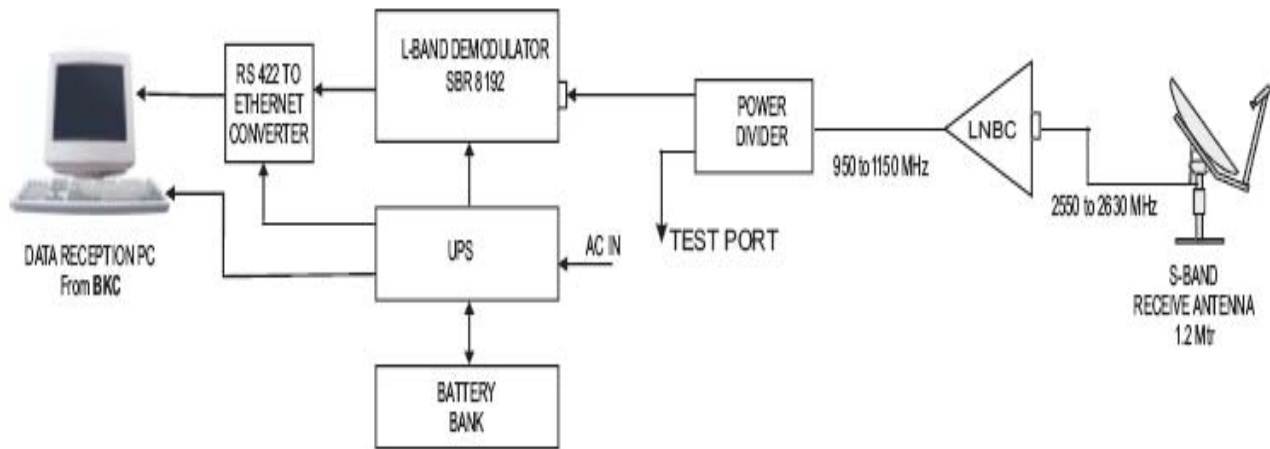 L-BAND DEMODULATOR
SBR 8192
RS 422 TO
ETHERNET
CONVERTER
POWER
DIVIDER
LNBC
950 to 1150 MHz
2550 to 2630 MHz
TEST PORT
UPS
AC IN
DATA RECEPTION PC
From BKC
S-BAND
RECEIVE ANTENNA
1.2 Mtr
BATTERY
BANK